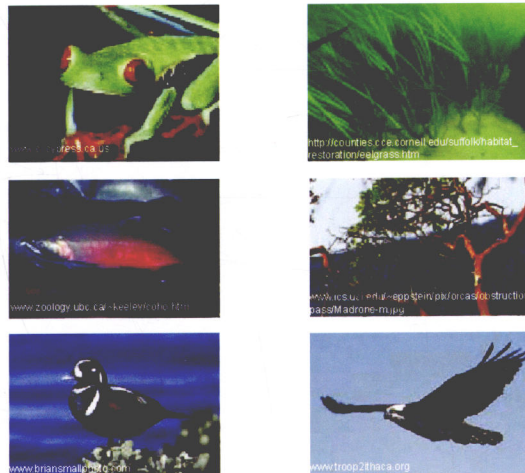 http://counties.cce.cornell.edu/suffolk/habitat_
restoration/eelgrass.htm
www.zoology.ubc.ca/~keeley/coho.htm
pass/Madrone-m.jpg
www.briansmallphoto.com
www.troop2ithaca.org